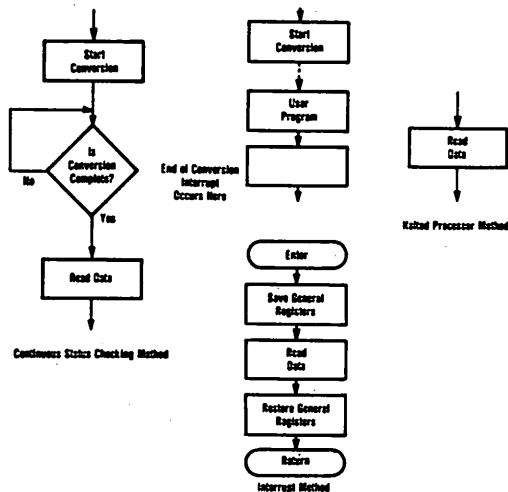 Start
Conversion
Is
Conversion
Complete?
No
Yes
Read Data
Continuous Status Checking Method
Start
Conversion
User
Program
End of Conversion
Interrupt
Occurs Here
Enter
Save General
Registers
Read
Data
Restore General
Registers
Return
Interrupt Method
Read
Data
Halted Processor Method